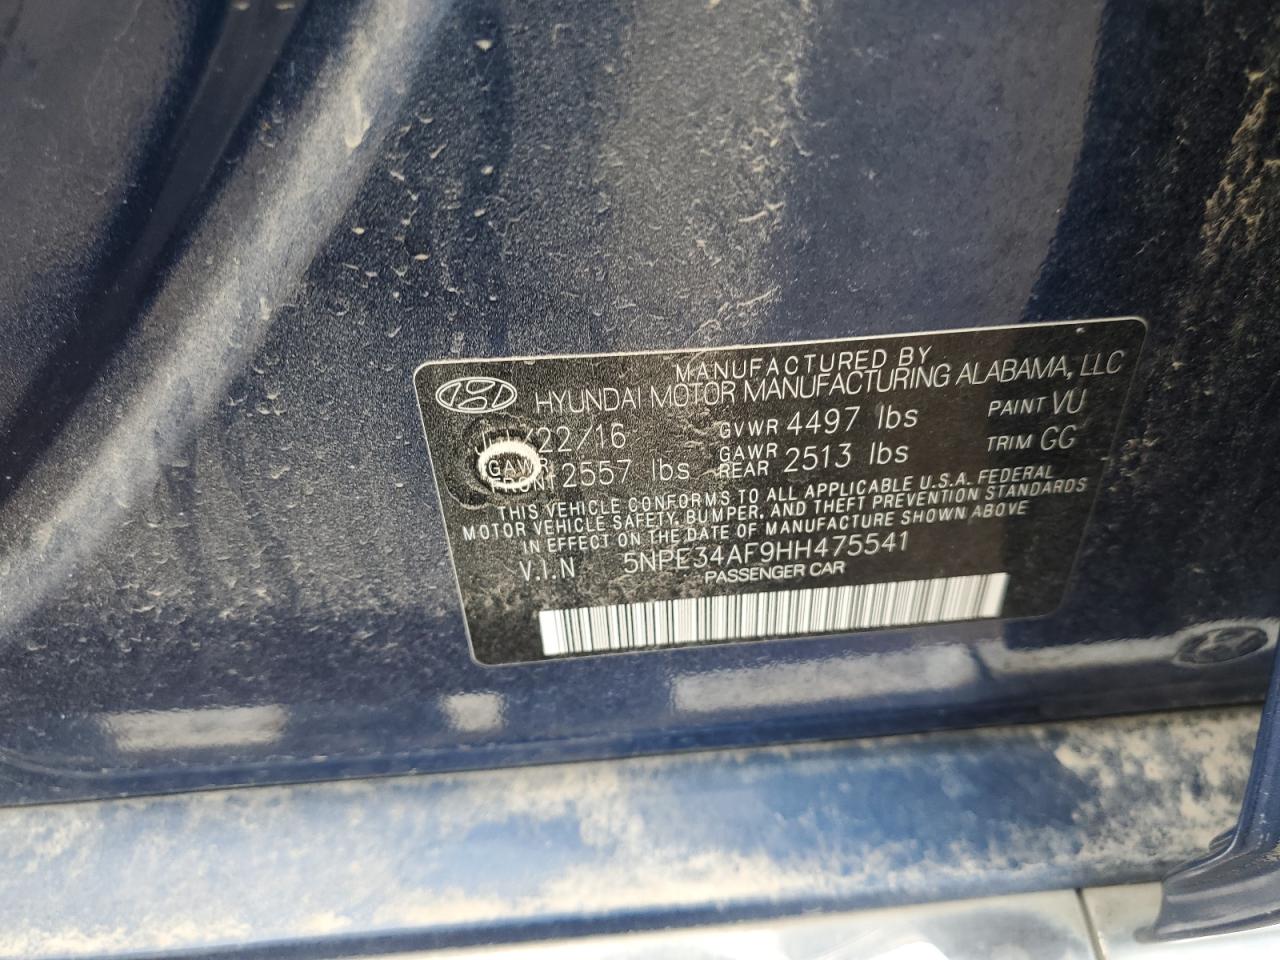 MANUFACTURED BY
HYUNDAI MOTOR MANUFACTURING ALABAMA, LLC
/22/16 GVWR 4497 lbs PAINT VU
GAWR FRONT 2557 lbs GAWR REAR 2513 lbs TRIM GG
THIS VEHICLE CONFORMS TO ALL APPLICABLE U.S.A. FEDERAL
MOTOR VEHICLE SAFETY, BUMPER, AND THEFT PREVENTION STANDARDS
IN EFFECT ON THE DATE OF MANUFACTURE SHOWN ABOVE
V.I.N 5NPE34AF9HH475541
PASSENGER CAR